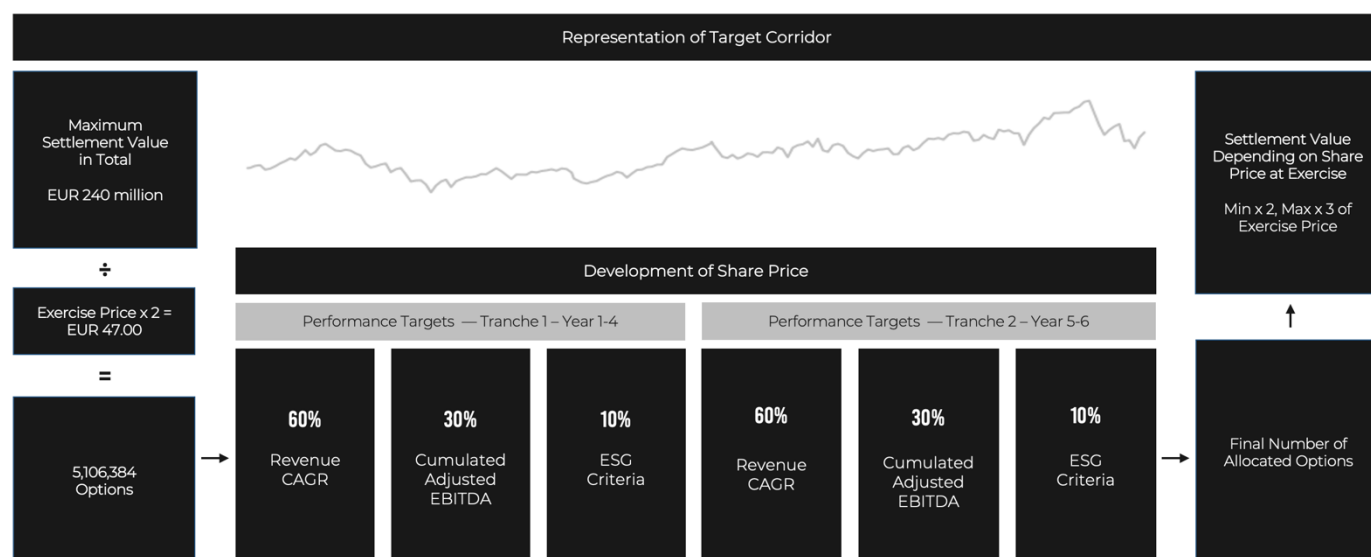 Representation of Target Corridor
Maximum
Settlement Value
in Total
EUR 240 million
÷
Exercise Price x 2 =
EUR 47.00
=
5,106,384
Options
Development of Share Price
Performance Targets — Tranche 1 – Year 1-4
60%
Revenue
CAGR
30%
Cumulated
Adjusted
EBITDA
10%
ESG
Criteria
Performance Targets — Tranche 2 – Year 5-6
60%
Revenue
CAGR
30%
Cumulated
Adjusted
EBITDA
10%
ESG
Criteria
Settlement Value
Depending on Share
Price at Exercise
Min x 2, Max x 3 of
Exercise Price
Final Number of
Allocated Options